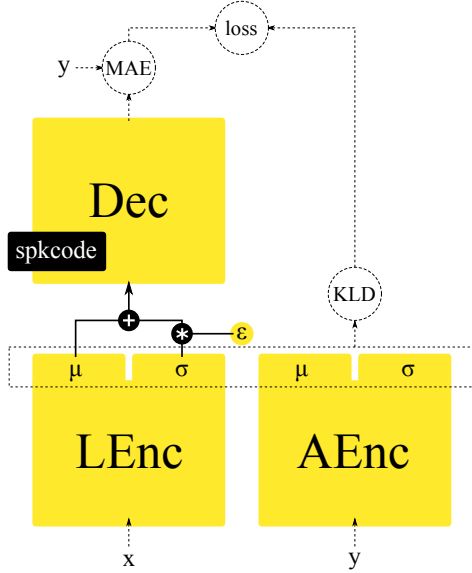 loss
y MAE
Dec
spkcode
KLD
+
* ε
μ σ μ σ
LEnc AEnc
x y